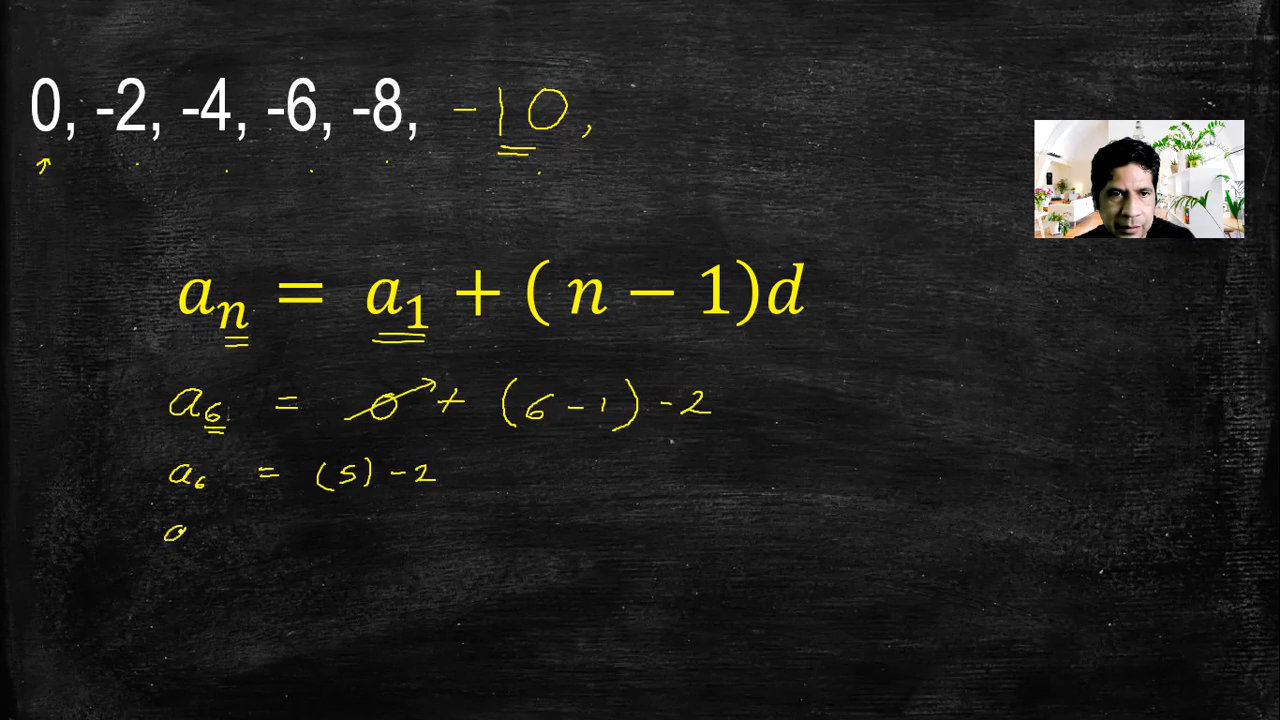 0, -2, -4, -6, -8, -10,
aₙ = a₁ + ( n − 1)d
a₆ = 0 + (6 - 1) - 2
a₆ = (5) - 2
a